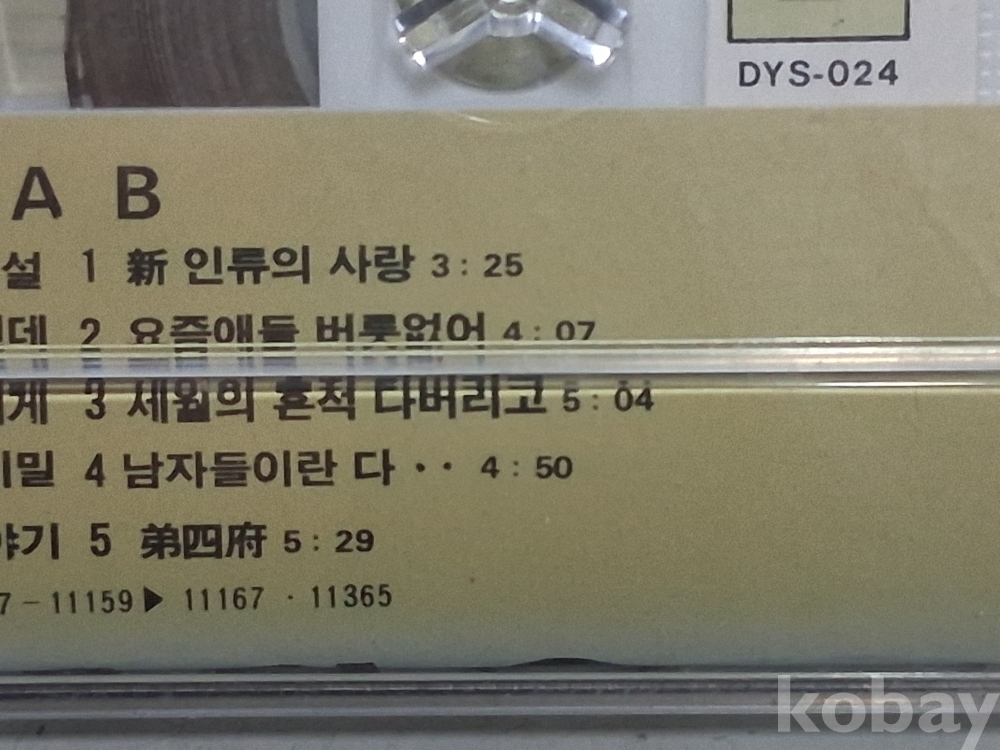 DYS-024
A B
설 1 新 인류의 사랑 3 : 25
데 2 요즘애들 버릇없어 4 : 07
게 3 세월의 흔적 다버리고 5 : 04
밀 4 남자들이란 다 ·· 4 : 50
야기 5 弟四府 5 : 29
7-11159▶ 11167 · 11365
kobay